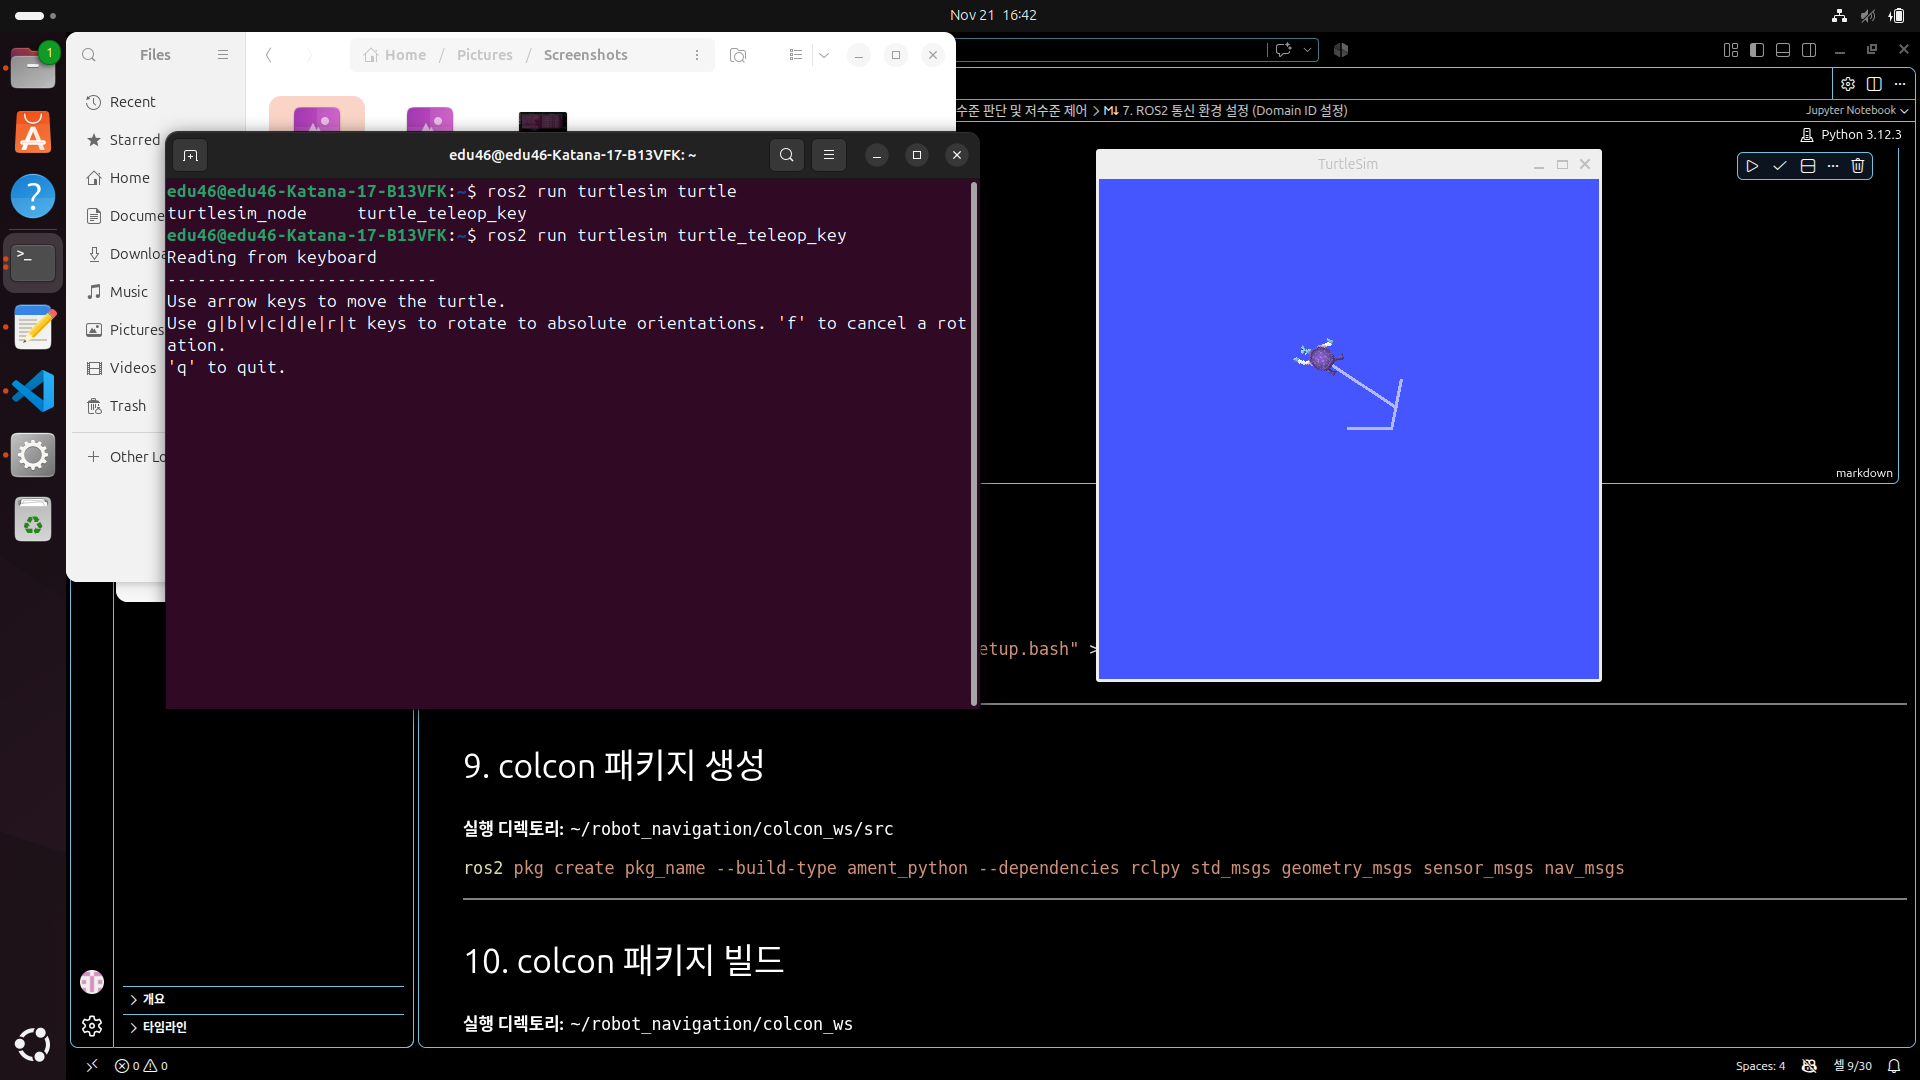 Nov 21 16:42
1
Files
Home / Pictures / Screenshots
Recent
Starred
Home
Docume
Downloa
Music
Pictures
Videos
Trash
Other Lo
edu46@edu46-Katana-17-B13VFK: ~
edu46@edu46-Katana-17-B13VFK:~$ ros2 run turtlesim turtle
turtlesim_node turtle_teleop_key
edu46@edu46-Katana-17-B13VFK:~$ ros2 run turtlesim turtle_teleop_key
Reading from keyboard
---------------------------
Use arrow keys to move the turtle.
Use g|b|v|c|d|e|r|t keys to rotate to absolute orientations. 'f' to cancel a rot
ation.
'q' to quit.
수준 판단 및 저수준 제어 > M↓ 7. ROS2 통신 환경 설정 (Domain ID 설정)
Jupyter Notebook
Python 3.12.3
TurtleSim
markdown
etup.bash" >
9. colcon 패키지 생성
실행 디렉토리: ~/robot_navigation/colcon_ws/src
ros2 pkg create pkg_name --build-type ament_python --dependencies rclpy std_msgs geometry_msgs sensor_msgs nav_msgs
10. colcon 패키지 빌드
실행 디렉토리: ~/robot_navigation/colcon_ws
개요
타임라인
0 0
Spaces: 4
셀 9/30